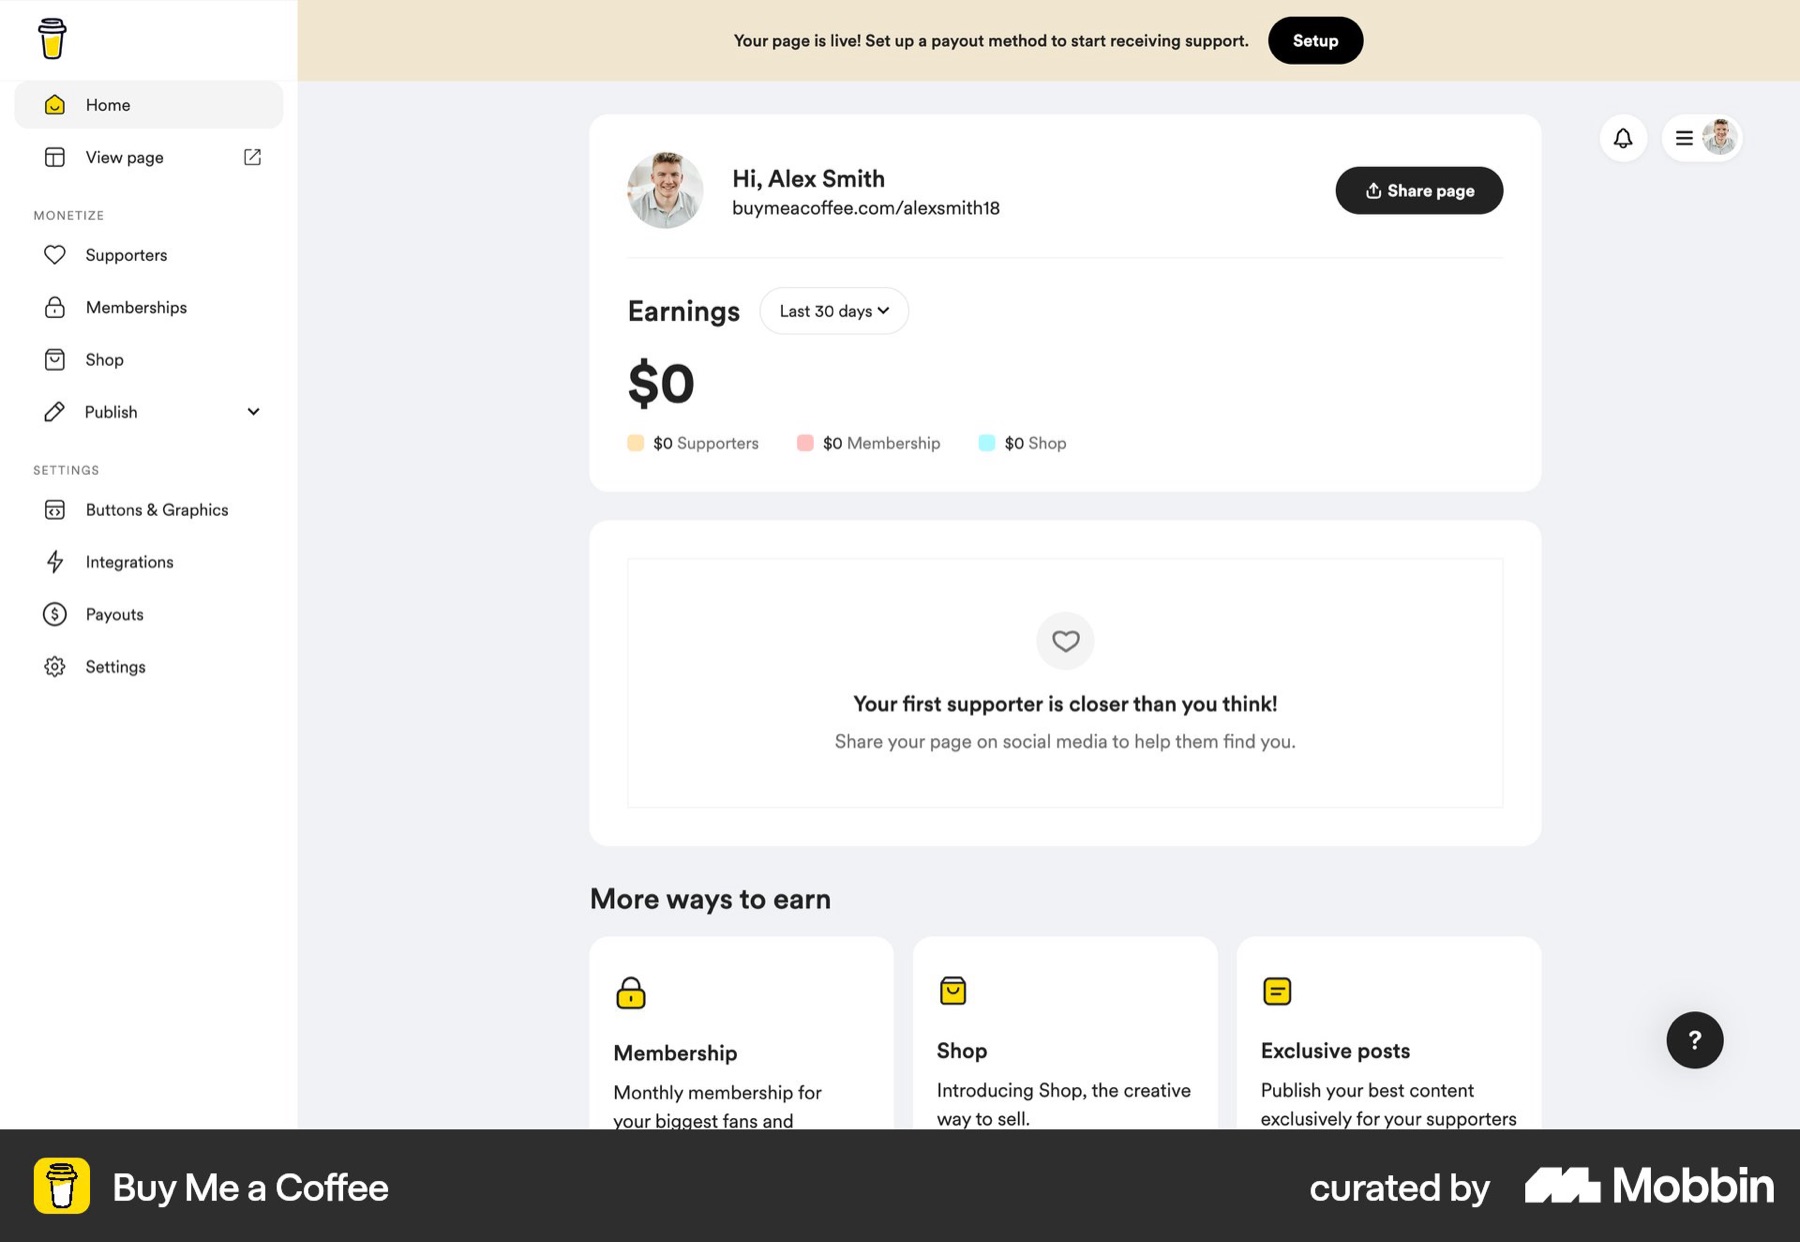 Your page is live! Set up a payout method to start receiving support.
Setup
Home
View page
MONETIZE
Supporters
Memberships
Shop
Publish
SETTINGS
Buttons & Graphics
Integrations
Payouts
Settings
Hi, Alex Smith
buymeacoffee.com/alexsmith18
Share page
Earnings
Last 30 days
$0
$0 Supporters
$0 Membership
$0 Shop
Your first supporter is closer than you think!
Share your page on social media to help them find you.
More ways to earn
Membership
Monthly membership for
your biggest fans and
Shop
Introducing Shop, the creative
way to sell.
Exclusive posts
Publish your best content
exclusively for your supporters
?
Buy Me a Coffee
curated by
Mobbin